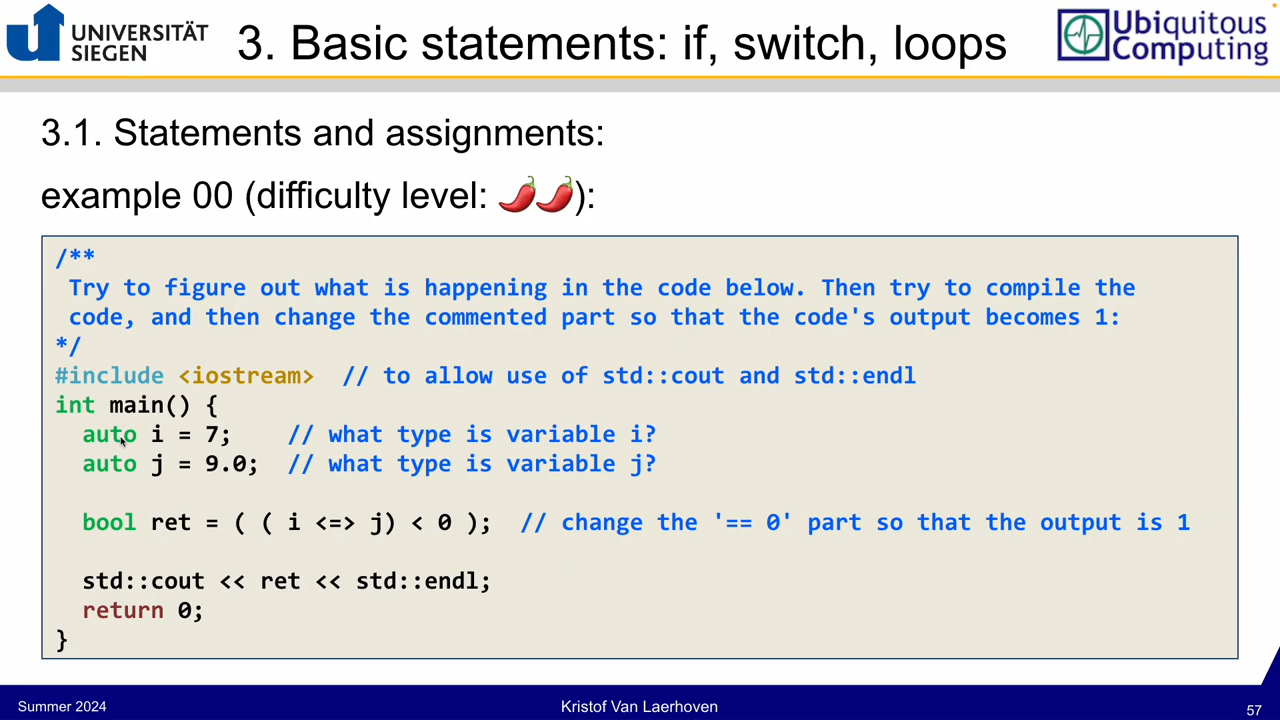 UNIVERSITÄT
SIEGEN
3. Basic statements: if, switch, loops
Ubiquitous
Computing
3.1. Statements and assignments:
example 00 (difficulty level: 🌶️🌶️):
/**
 Try to figure out what is happening in the code below. Then try to compile the
 code, and then change the commented part so that the code's output becomes 1:
*/
#include <iostream>  // to allow use of std::cout and std::endl
int main() {
  auto i = 7;    // what type is variable i?
  auto j = 9.0;  // what type is variable j?
  bool ret = ( ( i <=> j) < 0 );  // change the '== 0' part so that the output is 1
  std::cout << ret << std::endl;
  return 0;
}
Summer 2024
Kristof Van Laerhoven
57